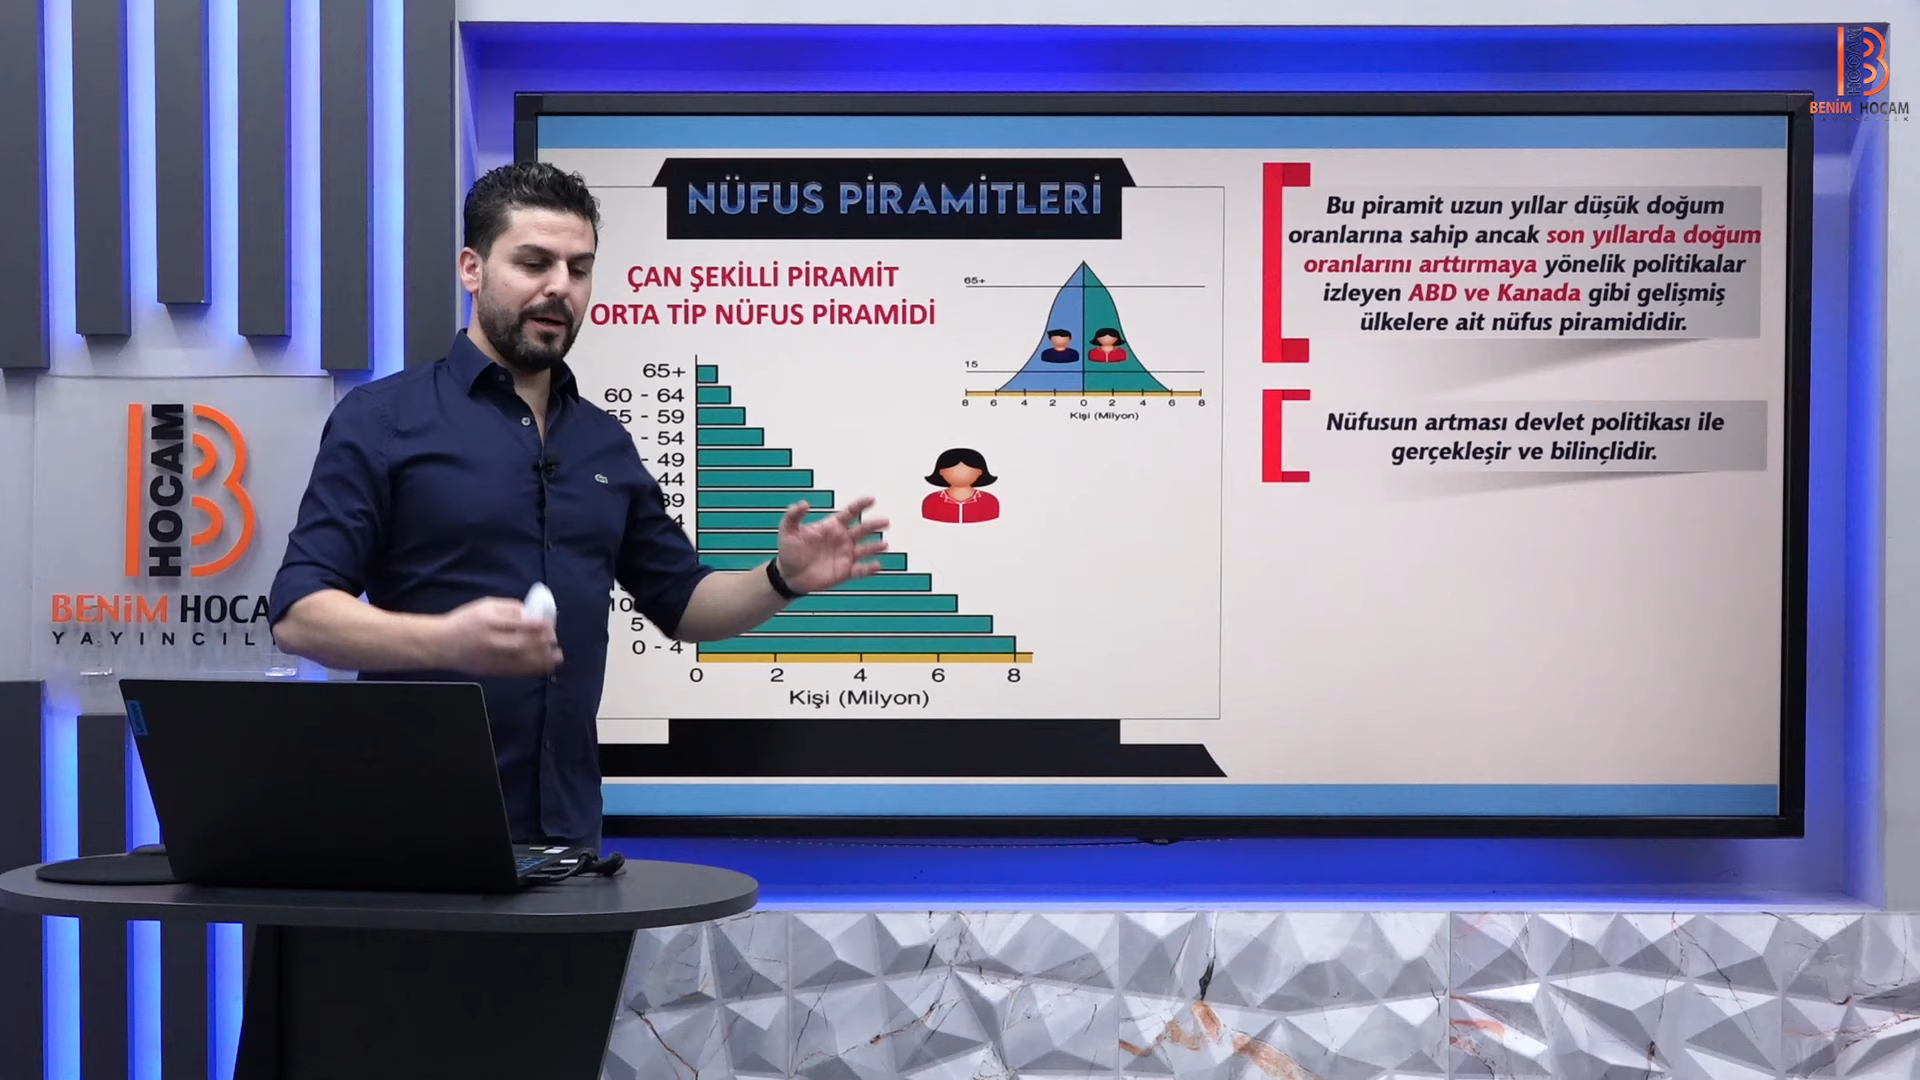 HOCAM
BENİM HOCAM
YAYINCILIK
NÜFUS PİRAMİTLERİ
ÇAN ŞEKİLLİ PİRAMİT
ORTA TİP NÜFUS PİRAMİDİ
65+
60 - 64
55 - 59
- 54
- 49
44
39
10
5
0 - 4
0 2 4 6 8
Kişi (Milyon)
65+
15
8 6 4 2 0 2 4 6 8
Kişi (Milyon)
Bu piramit uzun yıllar düşük doğum
oranlarına sahip ancak son yıllarda doğum
oranlarını arttırmaya yönelik politikalar
izleyen ABD ve Kanada gibi gelişmiş
ülkelere ait nüfus piramididir.
Nüfusun artması devlet politikası ile
gerçekleşir ve bilinçlidir.
HOCAM
BENİM HOCA
YAYINCILI